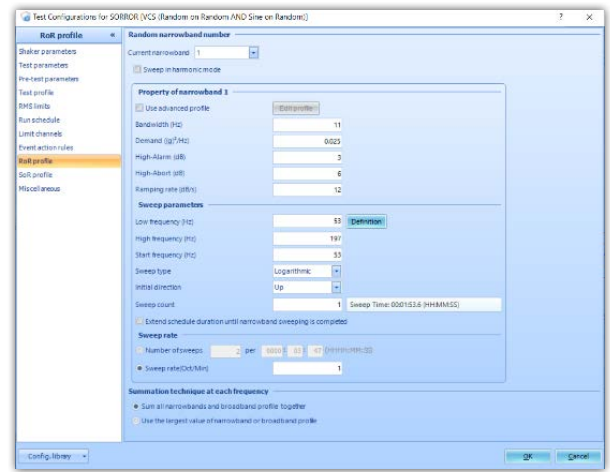 Test Configurations for SORROR [VCS (Random on Random AND Sine on Random)]
? X
RoR profile «
Shaker parameters
Test parameters
Pre-test parameters
Test profile
RMS limits
Run schedule
Limit channels
Event action rules
RoR profile
SoR profile
Miscellaneous
Random narrowband number
Current narrowband 1
Sweep in harmonic mode
Property of narrowband 1
Use advanced profile Edit profile
Bandwidth (Hz) 11
Demand ((g)²/Hz) 0.025
High-Alarm (dB) 3
High-Abort (dB) 6
Ramping rate (dB/s) 12
Sweep parameters
Low frequency (Hz) 53 Definition
High frequency (Hz) 197
Start frequency (Hz) 53
Sweep type Logarithmic
Initial direction Up
Sweep count 1 Sweep Time: 00:01:53.6 (HH:MM:SS)
Extend schedule duration until narrowband sweeping is completed
Sweep rate
Number of sweeps 2 per 0000 : 03 : 47 (HHHH:MM:SS)
Sweep rate(Oct/Min) 1
Summation technique at each frequency
Sum all narrowbands and broadband profile together
Use the largest value of narrowband or broadband profile
Config. library
OK Cancel